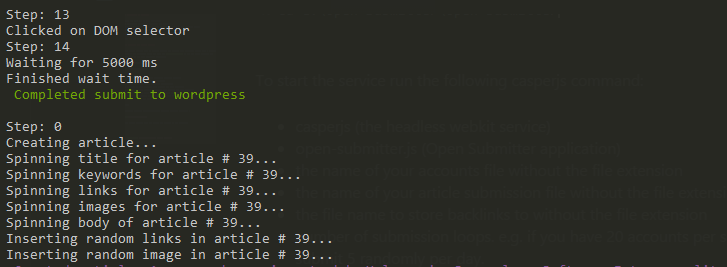 Step: 13
Clicked on DOM selector
Step: 14
Waiting for 5000 ms
Finished wait time.
Completed submit to wordpress
Step: 0
Creating article...
Spinning title for article # 39...
Spinning keywords for article # 39...
Spinning links for article # 39...
Spinning images for article # 39...
Spinning body of article # 39...
Inserting random links in article # 39...
Inserting random image in article # 39...